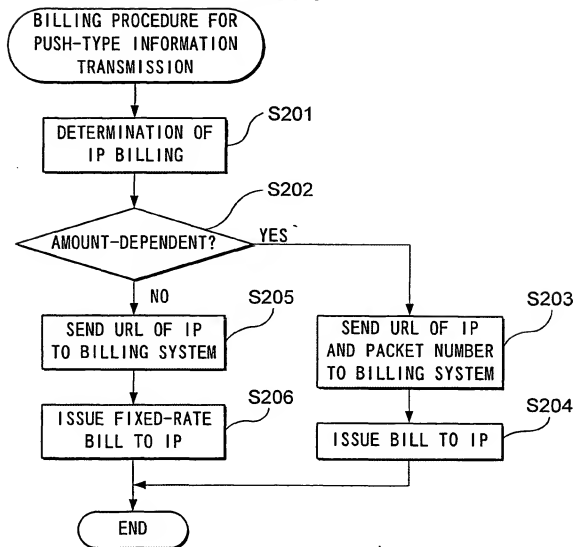 BILLING PROCEDURE FOR
PUSH-TYPE INFORMATION
TRANSMISSION
S201
DETERMINATION OF
IP BILLING
S202
AMOUNT-DEPENDENT?
YES
NO
S205
SEND URL OF IP
TO BILLING SYSTEM
S203
SEND URL OF IP
AND PACKET NUMBER
TO BILLING SYSTEM
S206
ISSUE FIXED-RATE
BILL TO IP
S204
ISSUE BILL TO IP
END